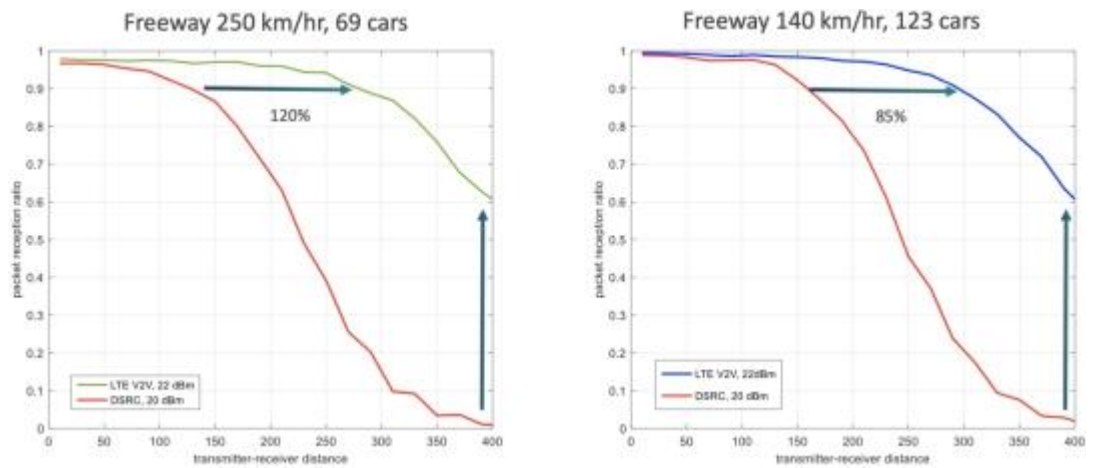 Freeway 250 km/hr, 69 cars
1
0.9
0.8
0.7
0.6
0.5
0.4
0.3
0.2
0.1
0
packet reception ratio
120%
LTE V2V, 22 dBm
DSRC, 20 dBm
0 50 100 150 200 250 300 350 400
transmitter-receiver distance
Freeway 140 km/hr, 123 cars
1
0.9
0.8
0.7
0.6
0.5
0.4
0.3
0.2
0.1
0
packet reception ratio
85%
LTE V2V, 22dBm
DSRC, 20 dBm
0 50 100 150 200 250 300 350 400
transmitter-receiver distance